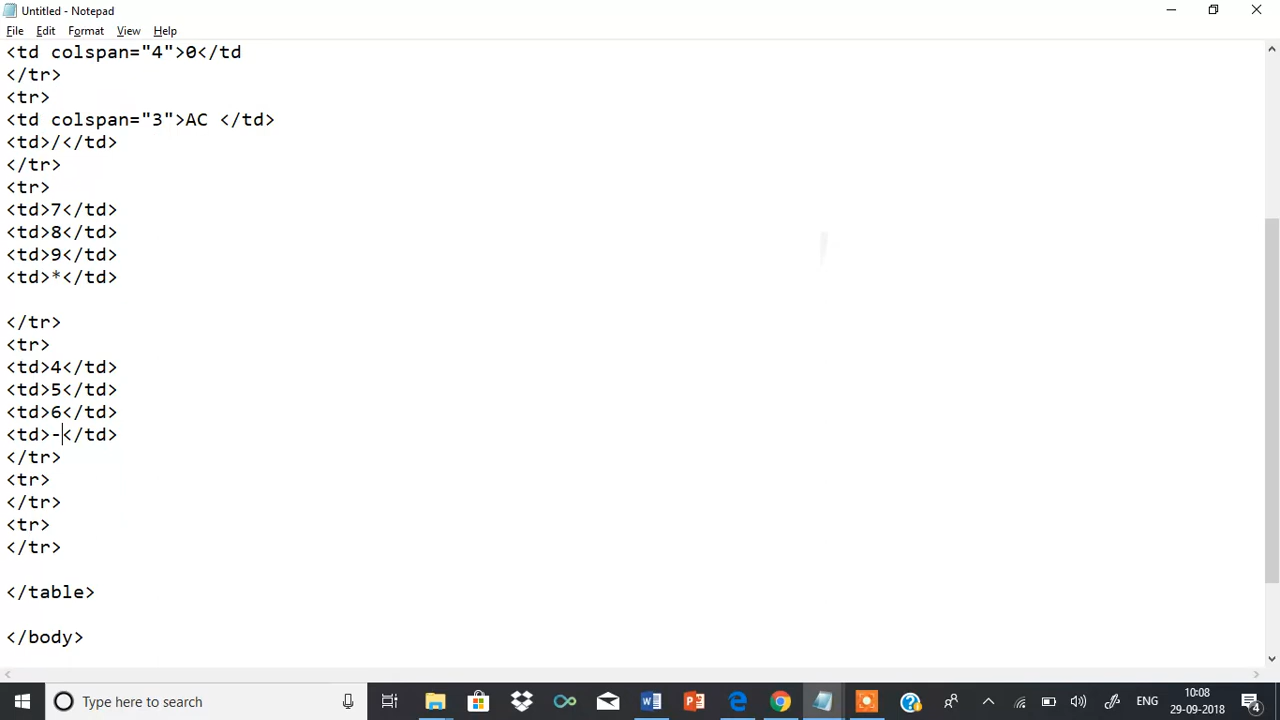 Untitled - Notepad
File Edit Format View Help
<td colspan="4">0</td
</tr>
<tr>
<td colspan="3">AC </td>
<td>/</td>
</tr>
<tr>
<td>7</td>
<td>8</td>
<td>9</td>
<td>*</td>
</tr>
<tr>
<td>4</td>
<td>5</td>
<td>6</td>
<td>-</td>
</tr>
<tr>
</tr>
<tr>
</tr>
</table>
</body>
Type here to search
ENG
10:08
29-09-2018
4